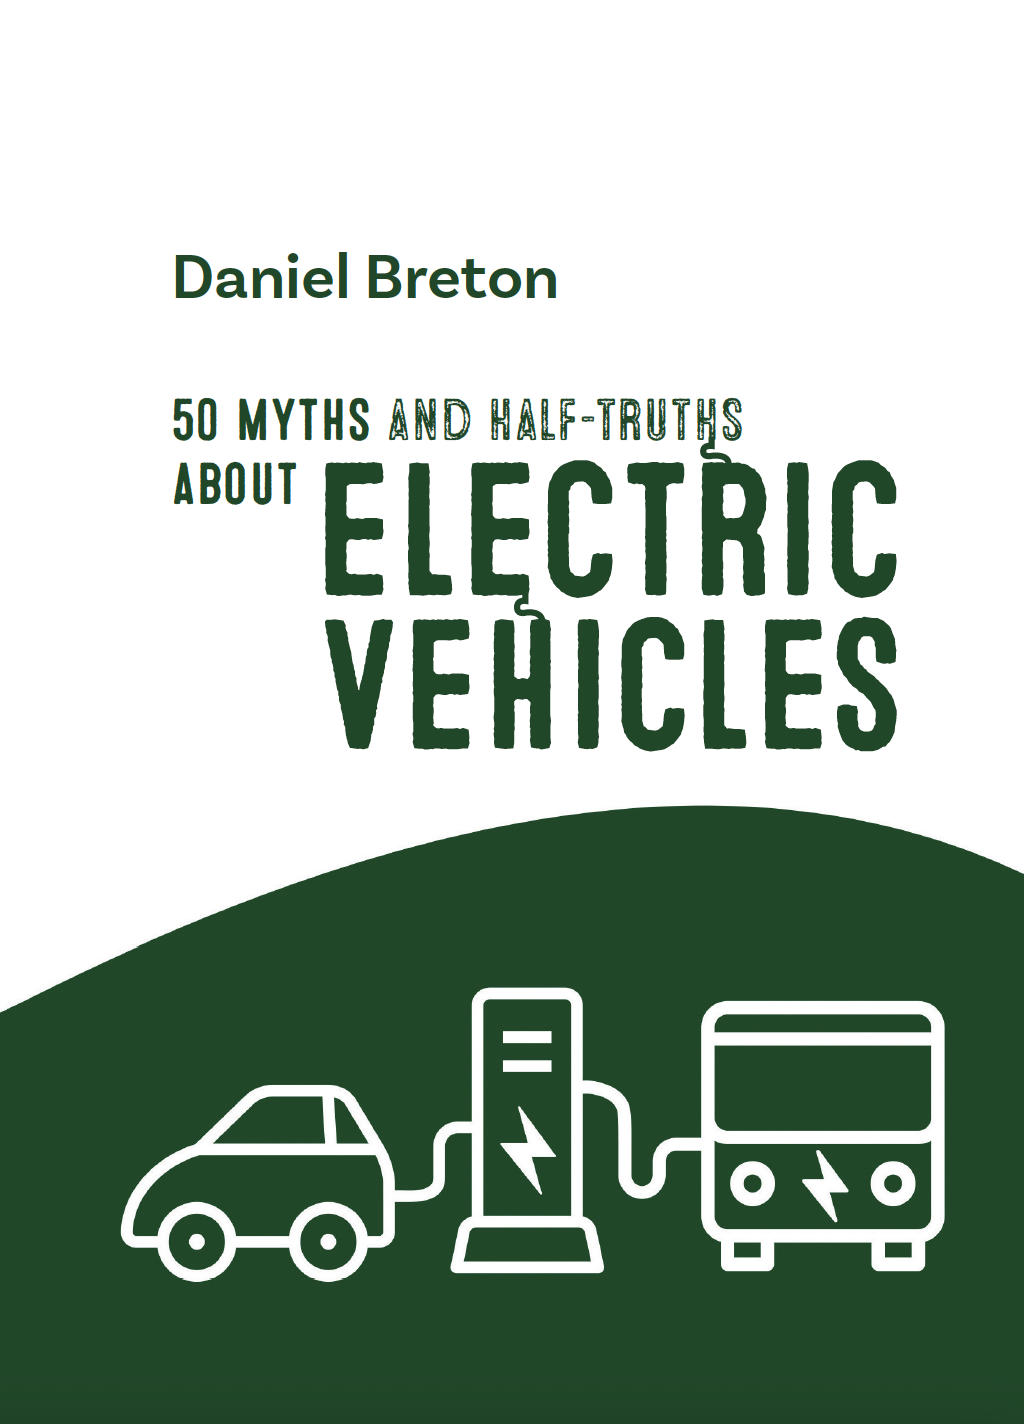 Daniel Breton
50 MYTHS AND HALF-TRUTHS
ABOUT ELECTRIC
VEHICLES